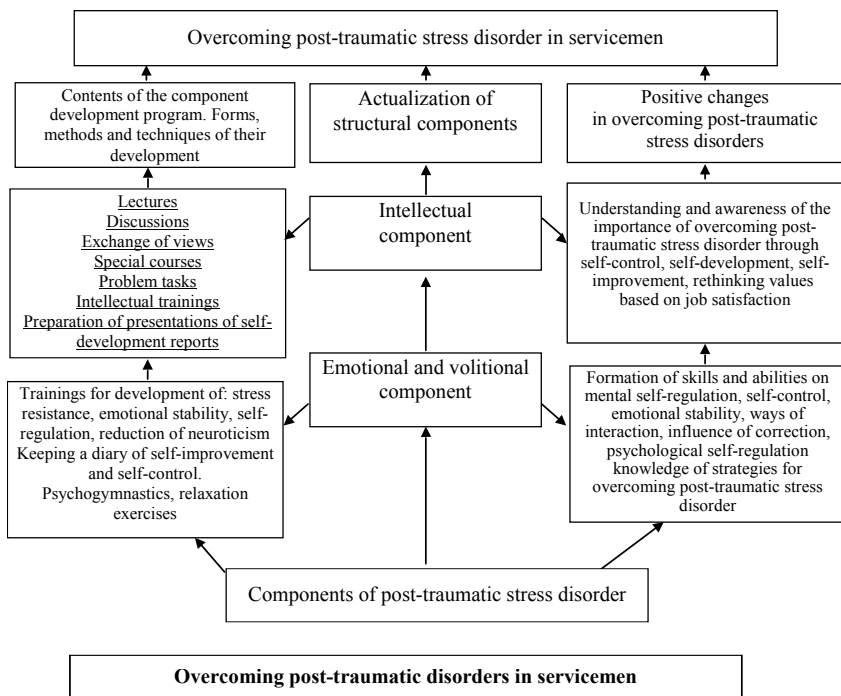 Overcoming post-traumatic stress disorder in servicemen
Contents of the component
development program. Forms,
methods and techniques of their
development
Actualization of
structural components
Positive changes
in overcoming post-traumatic
stress disorders
Lectures
Discussions
Exchange of views
Special courses
Problem tasks
Intellectual trainings
Preparation of presentations of self-
development reports
Intellectual
component
Understanding and awareness of the
importance of overcoming post-
traumatic stress disorder through
self-control, self-development, self-
improvement, rethinking values
based on job satisfaction
Trainings for development of: stress
resistance, emotional stability, self-
regulation, reduction of neuroticism
Keeping a diary of self-improvement
and self-control.
Psychogymnastics, relaxation
exercises
Emotional and volitional
component
Formation of skills and abilities on
mental self-regulation, self-control,
emotional stability, ways of
interaction, influence of correction,
psychological self-regulation
knowledge of strategies for
overcoming post-traumatic stress
disorder
Components of post-traumatic stress disorder
Overcoming post-traumatic disorders in servicemen